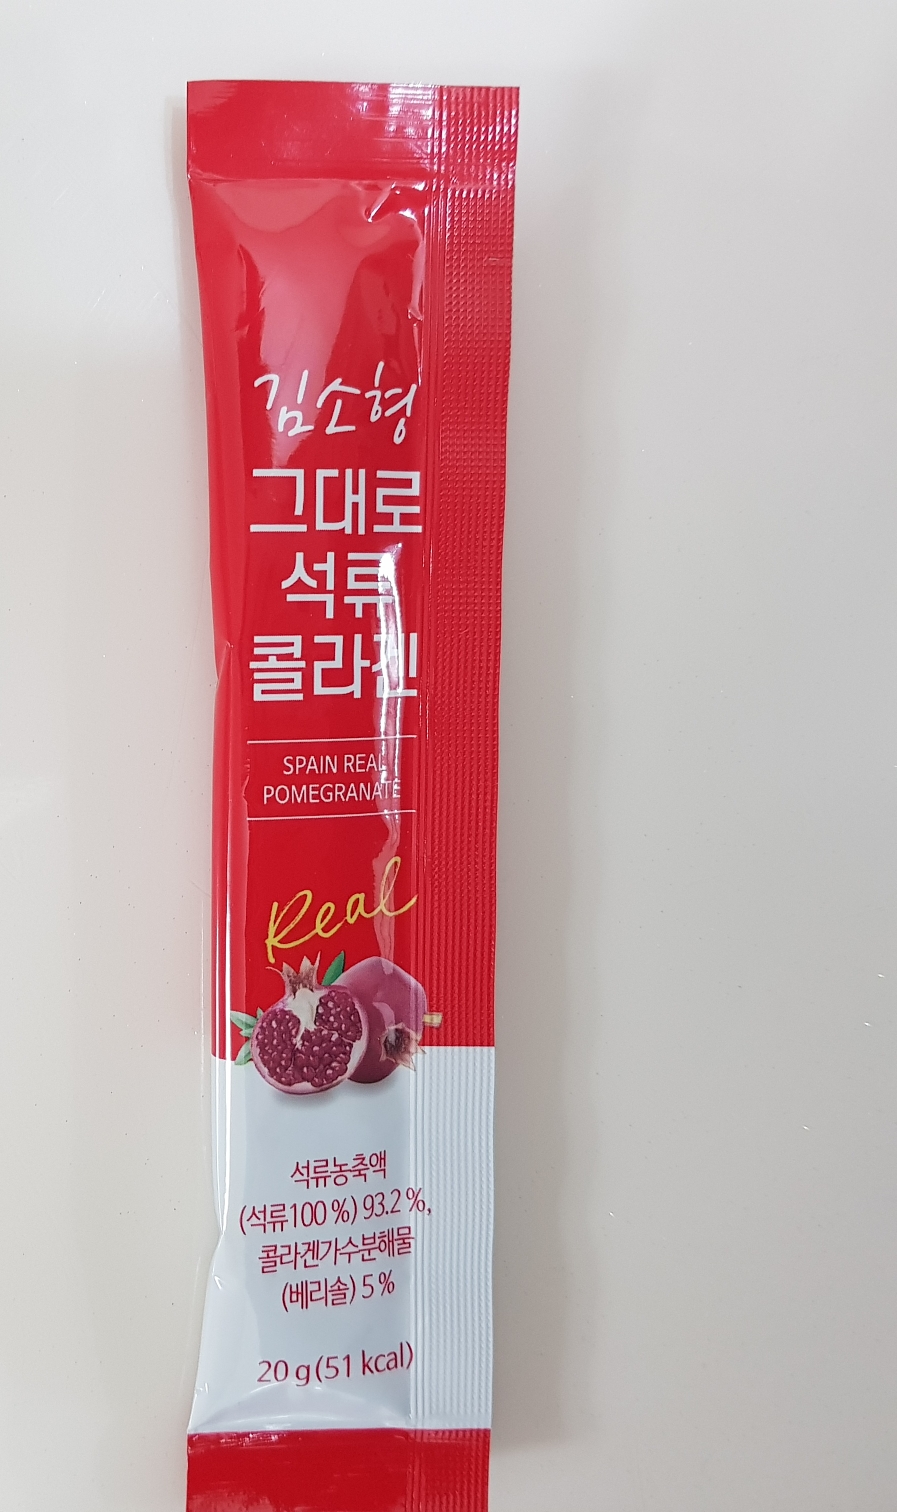 김소형
그대로
석류
콜라겐
SPAIN REAL
POMEGRANATE
Real
석류농축액
(석류100%) 93.2%,
콜라겐가수분해물
(베리솔) 5%
20 g(51 kcal)